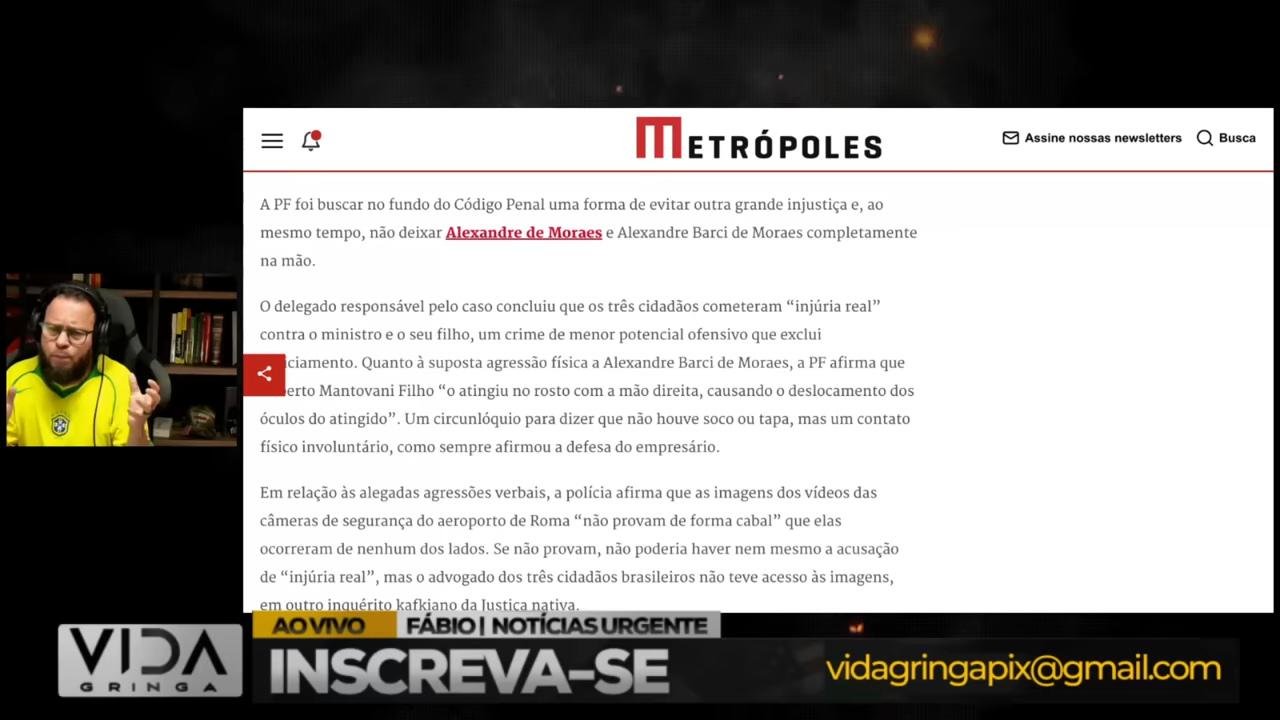 METRÓPOLES
Assine nossas newsletters
Busca
A PF foi buscar no fundo do Código Penal uma forma de evitar outra grande injustiça e, ao
mesmo tempo, não deixar Alexandre de Moraes e Alexandre Barci de Moraes completamente
na mão.
O delegado responsável pelo caso concluiu que os três cidadãos cometeram “injúria real”
contra o ministro e o seu filho, um crime de menor potencial ofensivo que exclui
ciamento. Quanto à suposta agressão física a Alexandre Barci de Moraes, a PF afirma que
erto Mantovani Filho “o atingiu no rosto com a mão direita, causando o deslocamento dos
óculos do atingido”. Um circunlóquio para dizer que não houve soco ou tapa, mas um contato
físico involuntário, como sempre afirmou a defesa do empresário.
Em relação às alegadas agressões verbais, a polícia afirma que as imagens dos vídeos das
câmeras de segurança do aeroporto de Roma “não provam de forma cabal” que elas
ocorreram de nenhum dos lados. Se não provam, não poderia haver nem mesmo a acusação
de “injúria real”, mas o advogado dos três cidadãos brasileiros não teve acesso às imagens,
em outro inquérito kafkiano da Justiça nativa.
AO VIVO
FÁBIO | NOTÍCIAS URGENTE
VIDA
GRINGA
INSCREVA-SE
vidagringapix@gmail.com